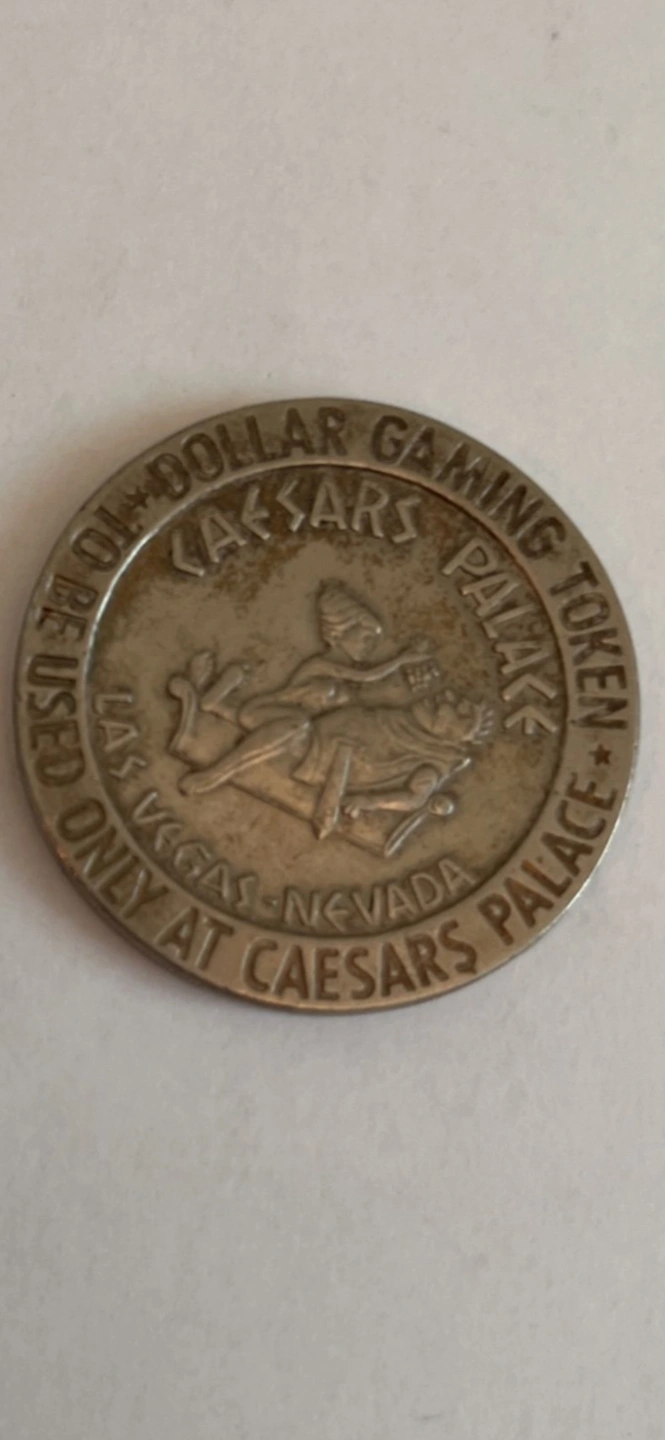 ★ DOLLAR GAMING TOKEN ★
TO BE USED ONLY AT CAESARS PALACE
CAESARS PALACE
LAS VEGAS - NEVADA